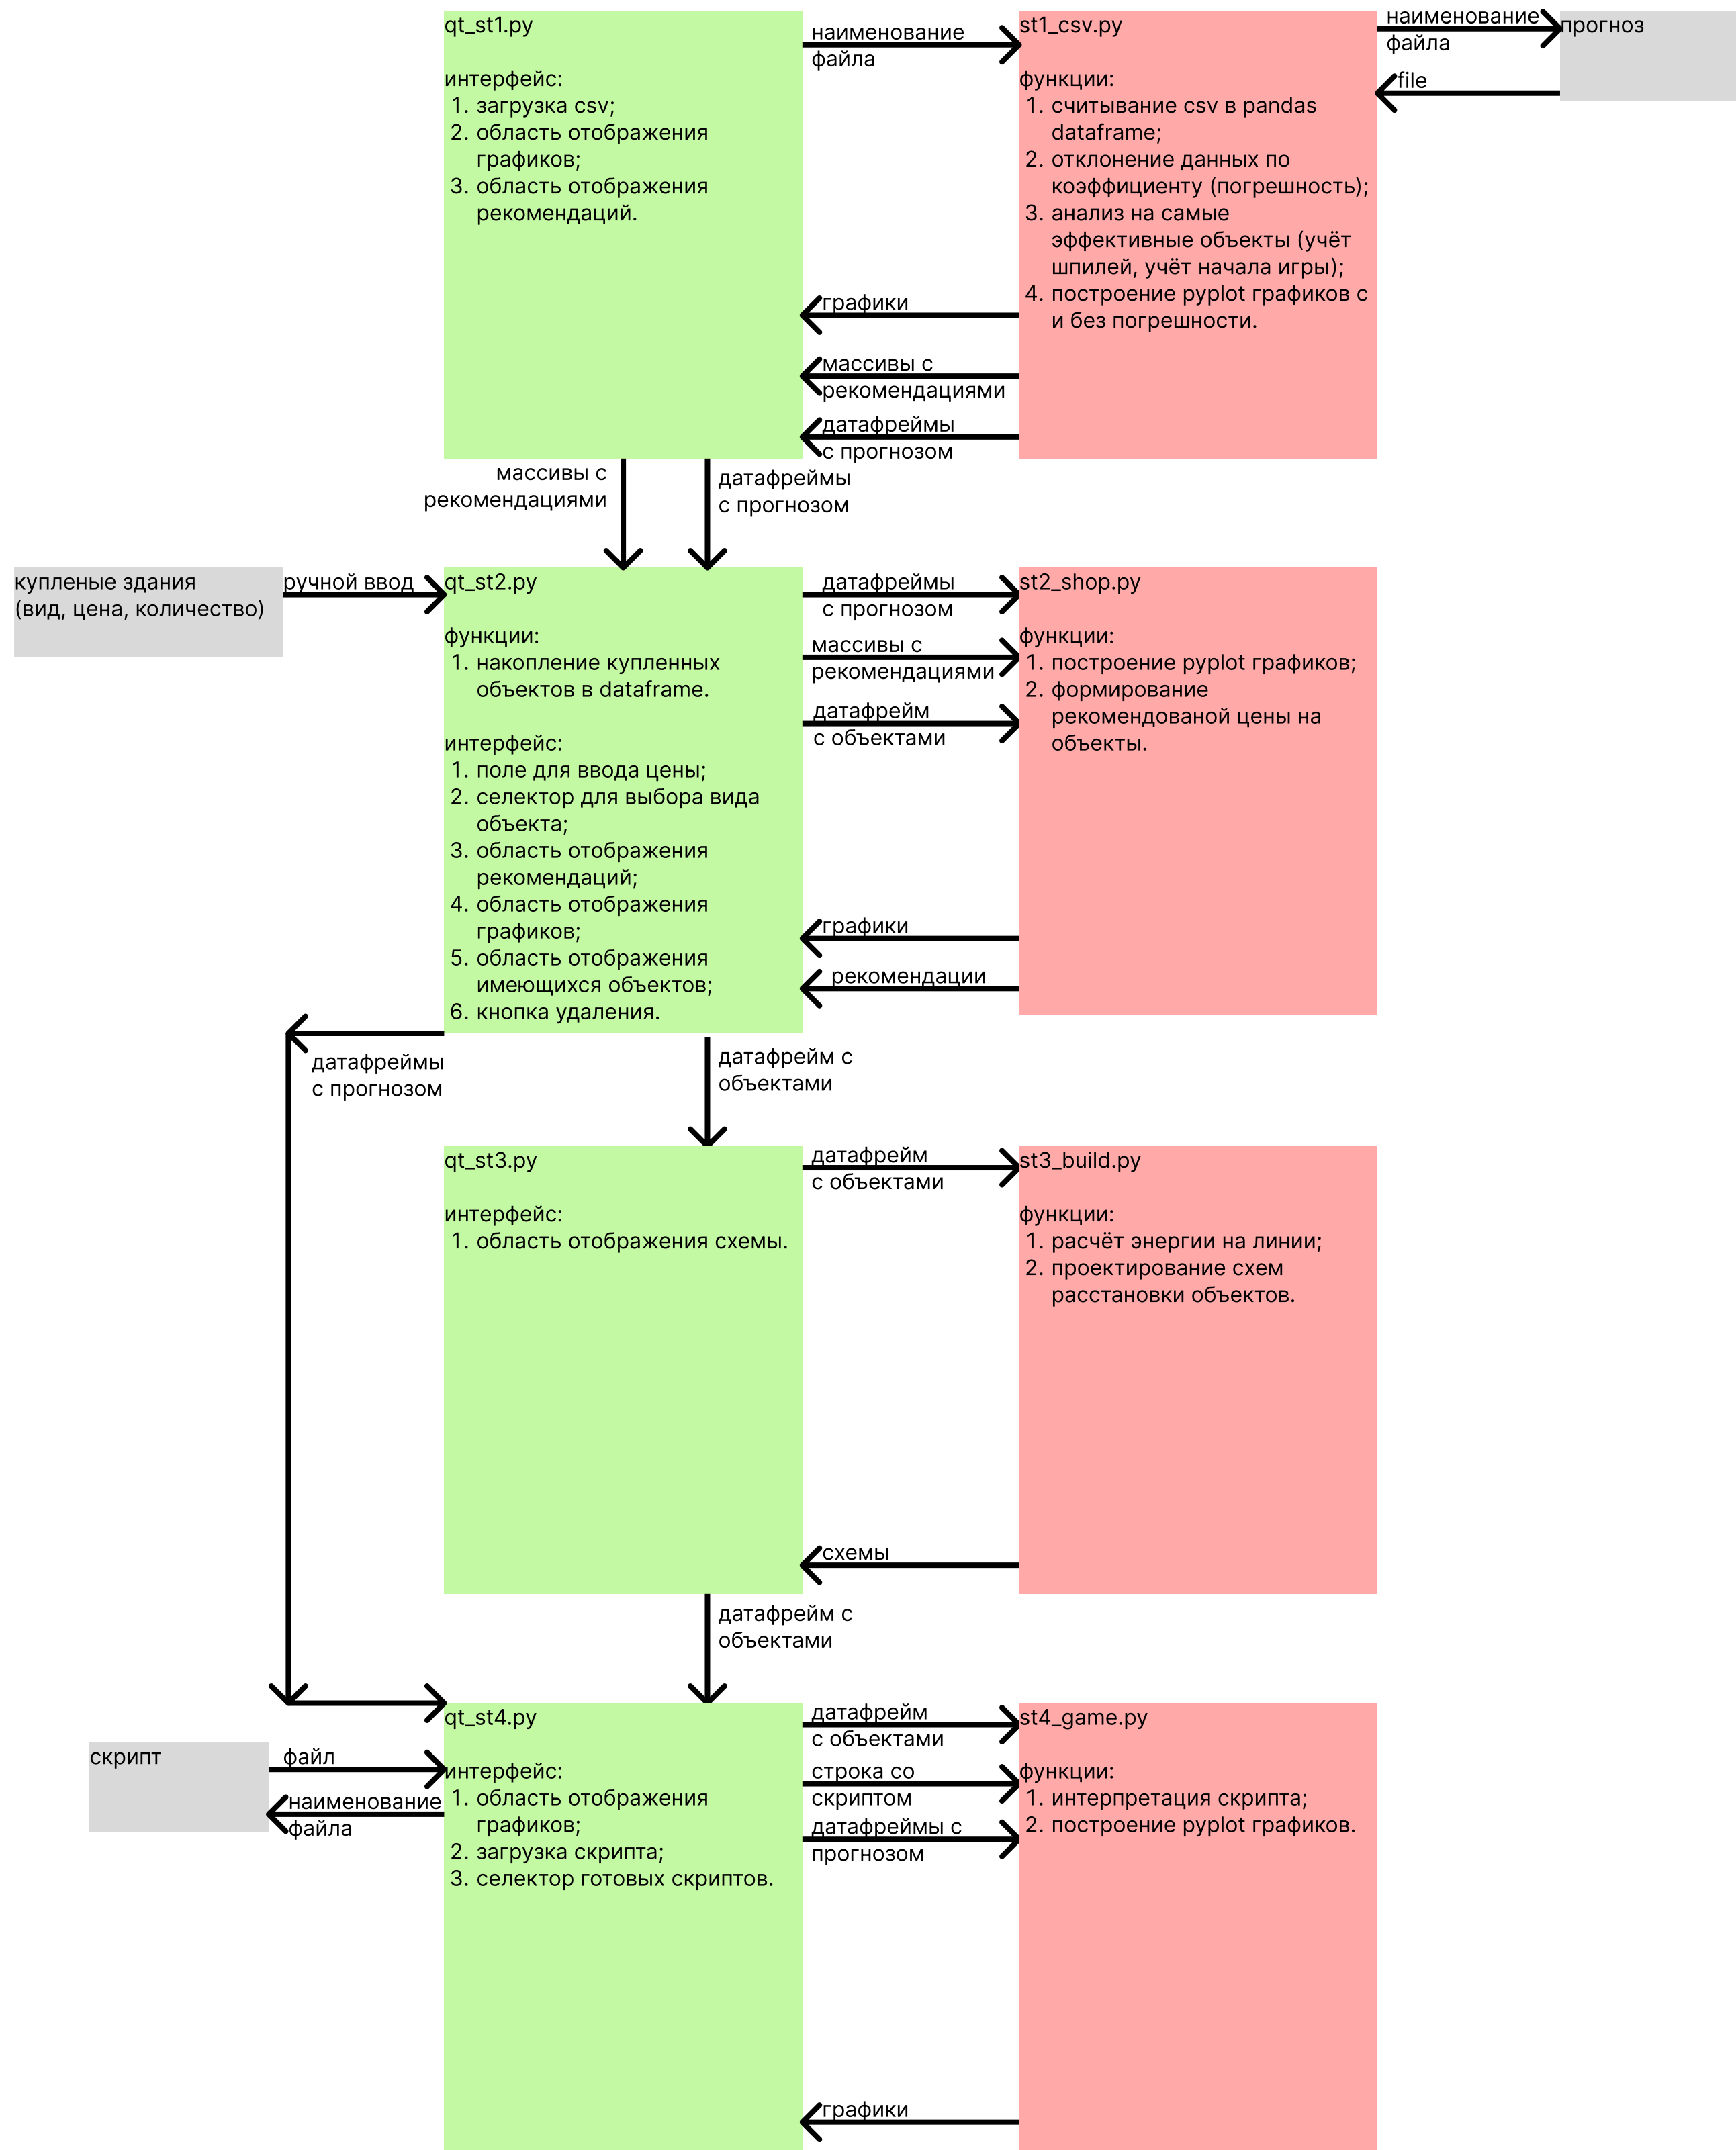 qt_st1.py
интерфейс:
1. загрузка csv;
2. область отображения
графиков;
3. область отображения
рекомендаций.
наименование
файла
st1_csv.py
функции:
1. считывание csv в pandas
dataframe;
2. отклонение данных по
коэффициенту (погрешность);
3. анализ на самые
эффективные объекты (учёт
шпилей, учёт начала игры);
4. построение pyplot графиков с
и без погрешности.
наименование
файла
file
прогноз
графики
массивы с
рекомендациями
датафреймы
с прогнозом
массивы с
рекомендациями
датафреймы
с прогнозом
купленые здания
(вид, цена, количество)
ручной ввод
qt_st2.py
функции:
1. накопление купленных
объектов в dataframe.
интерфейс:
1. поле для ввода цены;
2. селектор для выбора вида
объекта;
3. область отображения
рекомендаций;
4. область отображения
графиков;
5. область отображения
имеющихся объектов;
6. кнопка удаления.
датафреймы
с прогнозом
массивы с
рекомендациями
датафрейм
с объектами
st2_shop.py
функции:
1. построение pyplot графиков;
2. формирование
рекомендованой цены на
объекты.
графики
рекомендации
датафреймы
с прогнозом
датафрейм с
объектами
qt_st3.py
интерфейс:
1. область отображения схемы.
датафрейм
с объектами
st3_build.py
функции:
1. расчёт энергии на линии;
2. проектирование схем
расстановки объектов.
схемы
датафрейм с
объектами
скрипт
файл
наименование
файла
qt_st4.py
интерфейс:
1. область отображения
графиков;
2. загрузка скрипта;
3. селектор готовых скриптов.
датафрейм
с объектами
строка со
скриптом
датафреймы с
прогнозом
st4_game.py
функции:
1. интерпретация скрипта;
2. построение pyplot графиков.
графики